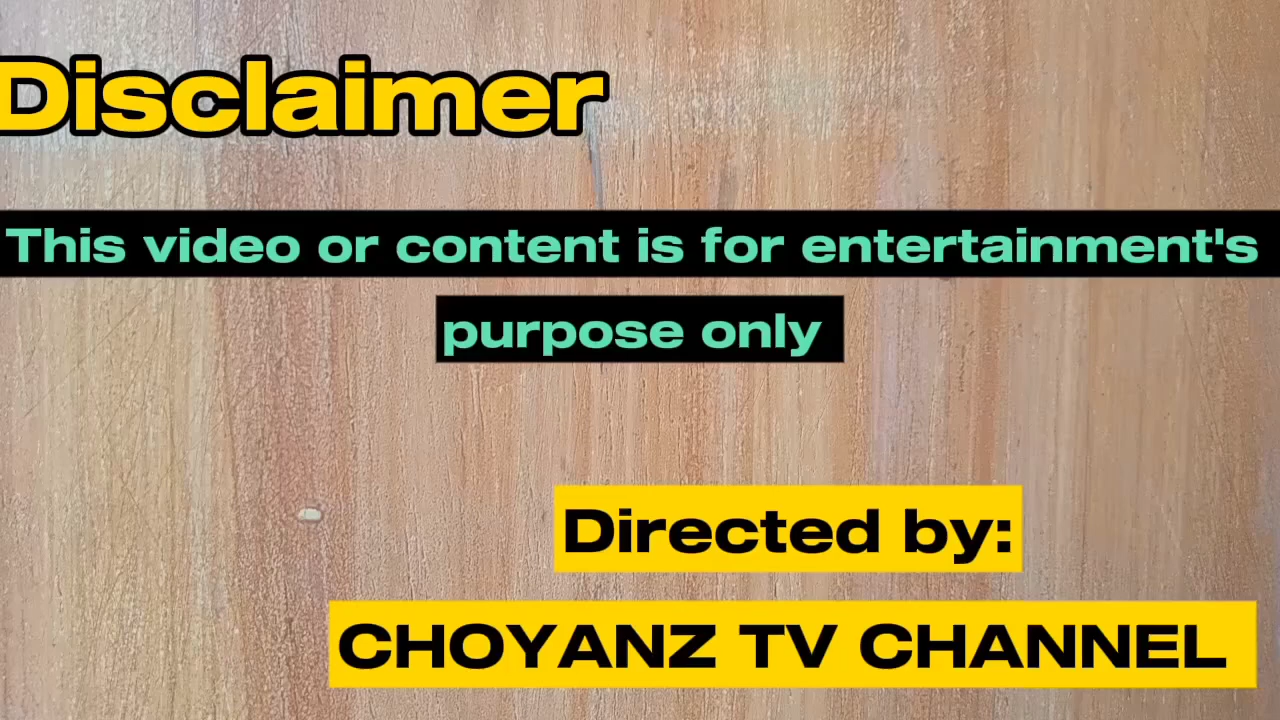 Disclaimer
This video or content is for entertainment's
purpose only
Directed by:
CHOYANZ TV CHANNEL